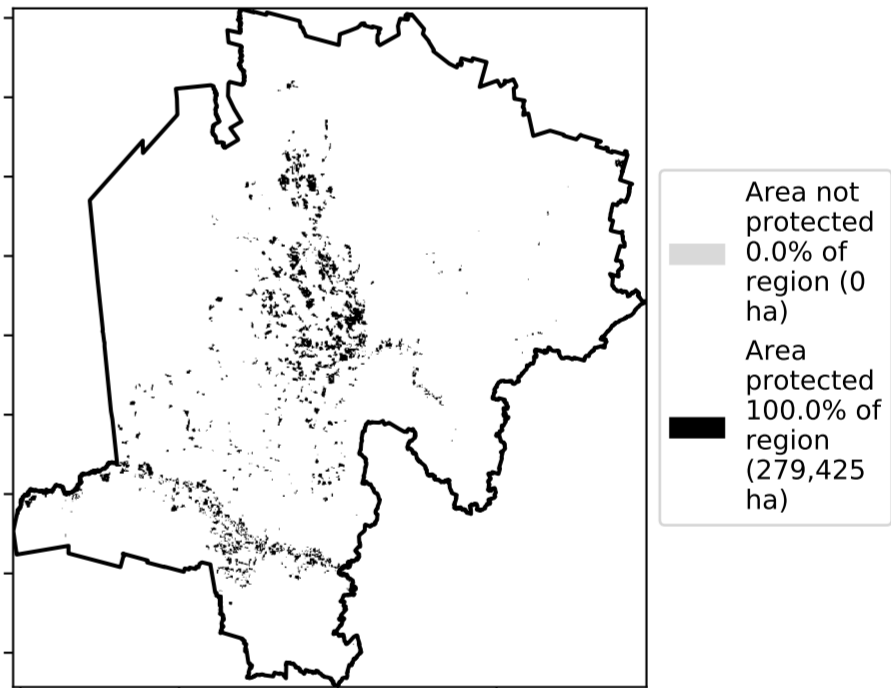 Area not
protected
0.0% of
region (0
ha)
Area
protected
100.0% of
region
(279,425
ha)